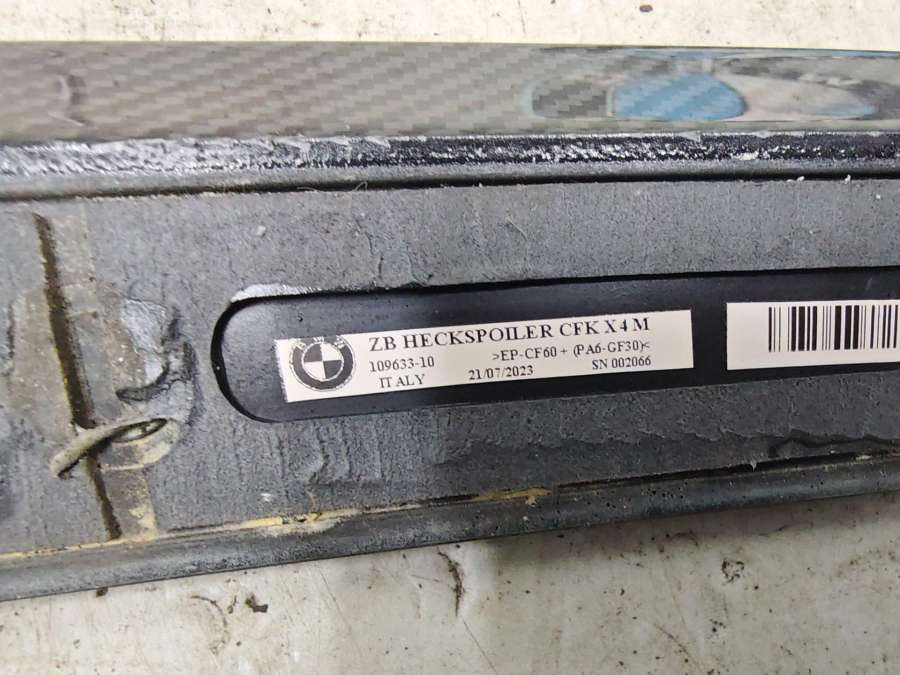 ZB HECKSPOILER CFK X4 M
109633-10 >EP-CF60 + (PA6-GF30)<
ITALY 21/07/2023 SN 002066